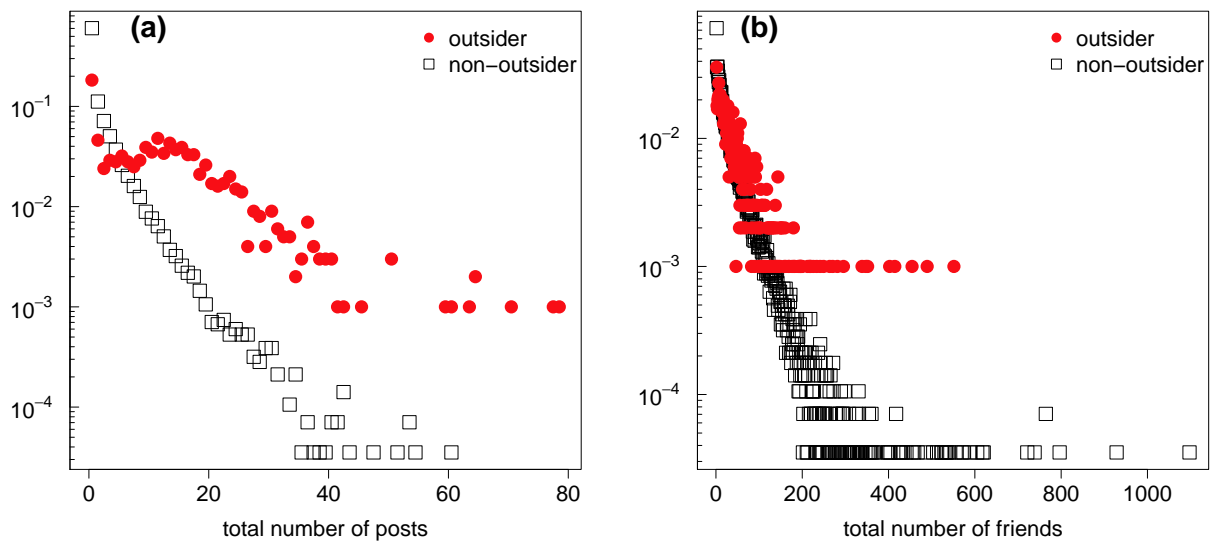 (a)
outsider
non−outsider
10−1
10−2
10−3
10−4
0 20 40 60 80
total number of posts
(b)
outsider
non−outsider
10−2
10−3
10−4
0 200 400 600 800 1000
total number of friends